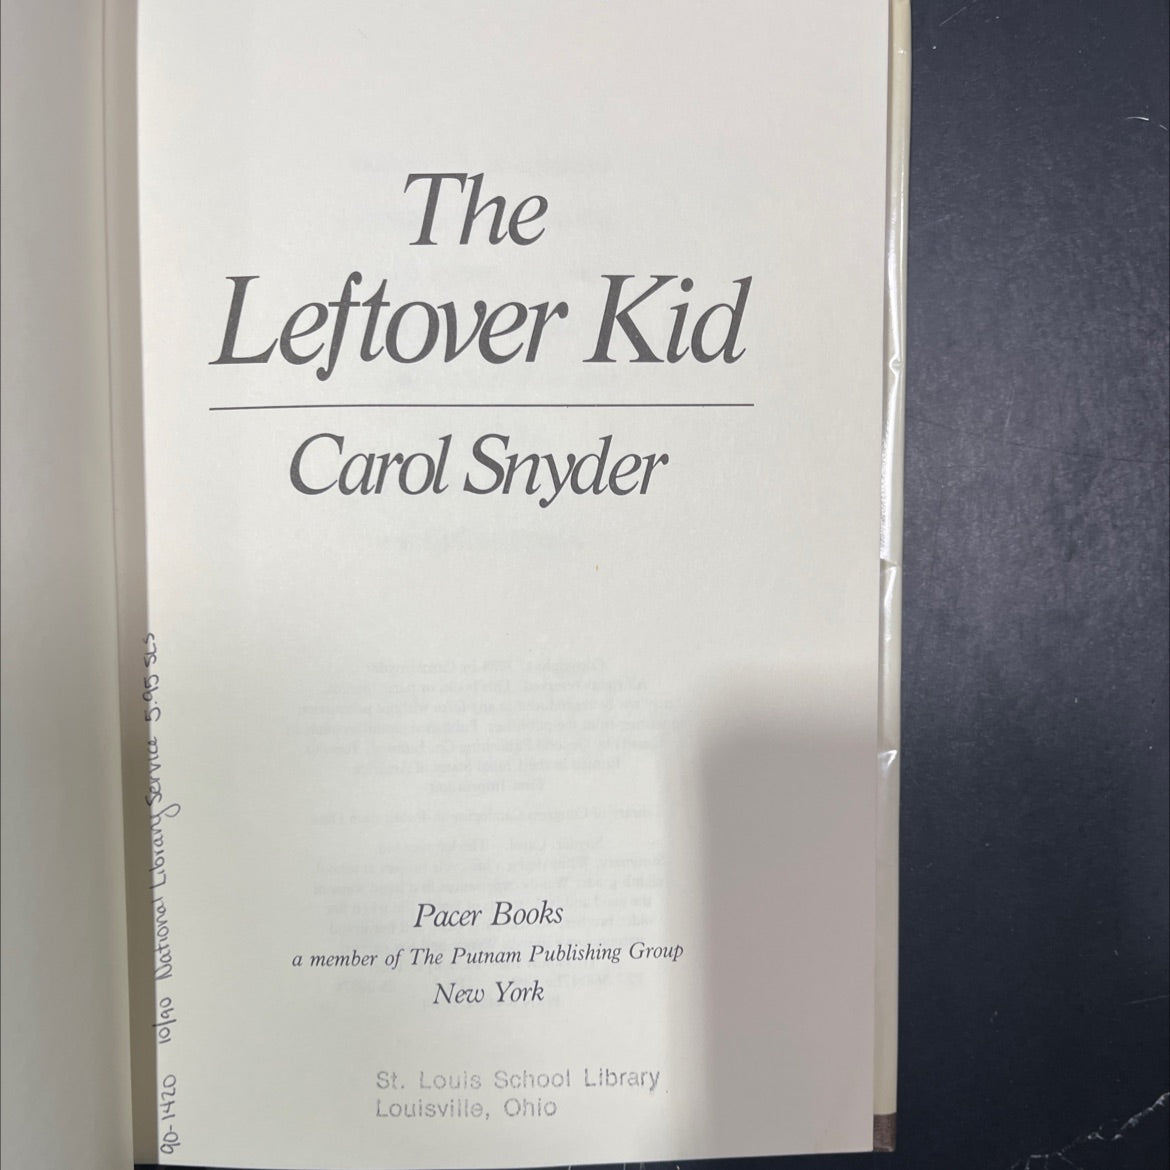 The
Leftover Kid
Carol Snyder
Pacer Books
a member of The Putnam Publishing Group
New York
St. Louis School Library
Louisville, Ohio
90-1420 10/90 National Library Service 5.95 SLS